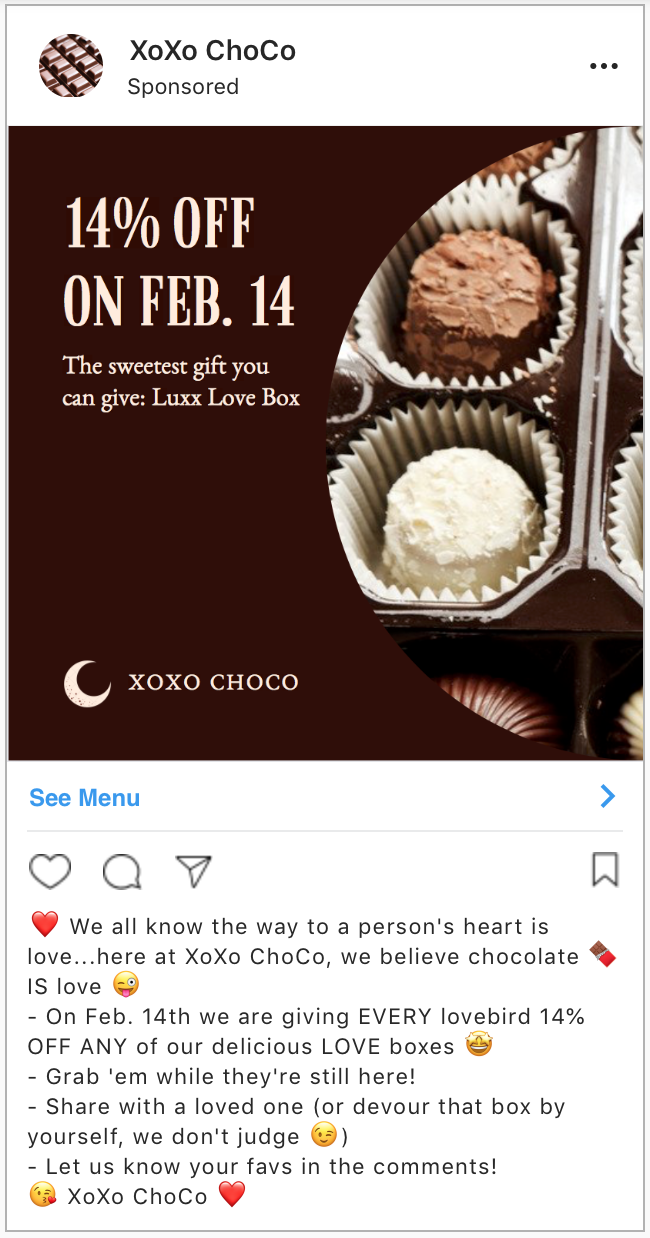 XoXo ChoCo
Sponsored
14% OFF
ON FEB. 14
The sweetest gift you
can give: Luxx Love Box
XOXO CHOCO
See Menu
❤️ We all know the way to a person's heart is
love...here at XoXo ChoCo, we believe chocolate 🍫
IS love 😜
- On Feb. 14th we are giving EVERY lovebird 14%
OFF ANY of our delicious LOVE boxes 🤩
- Grab 'em while they're still here!
- Share with a loved one (or devour that box by
yourself, we don't judge 😉)
- Let us know your favs in the comments!
😘 XoXo ChoCo ❤️